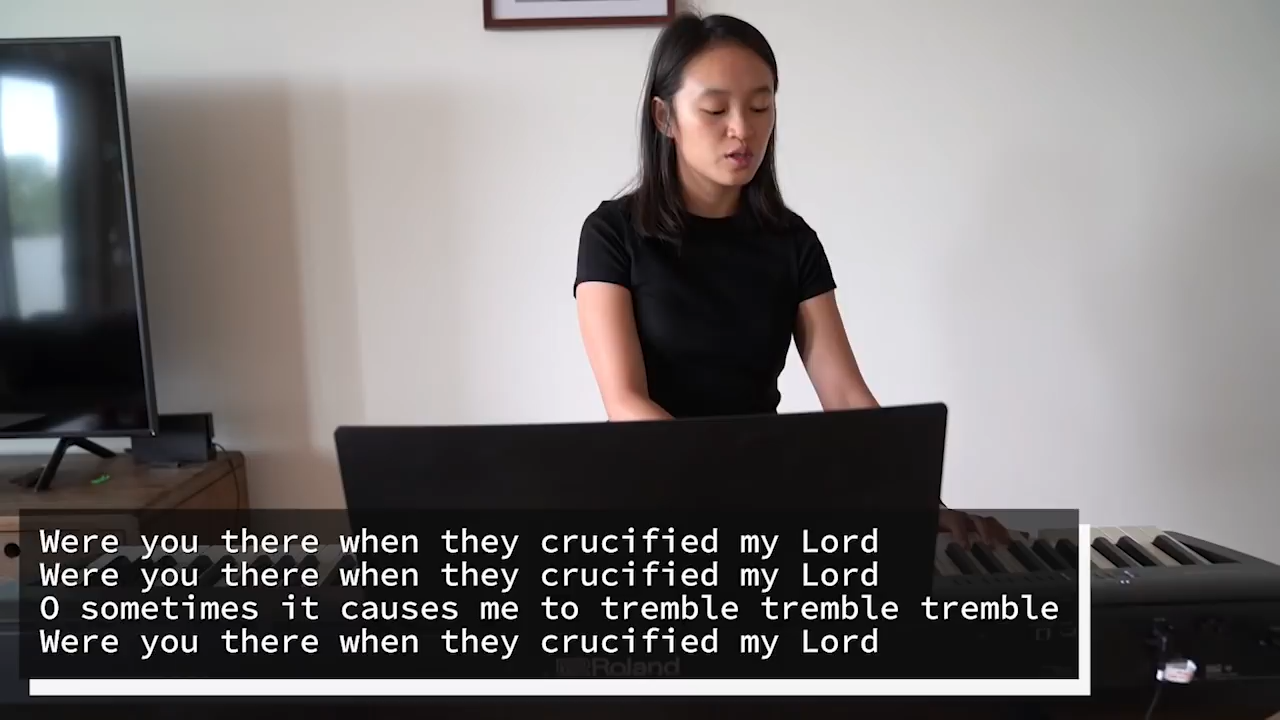 Were you there when they crucified my Lord
Were you there when they crucified my Lord
O sometimes it causes me to tremble tremble tremble
Were you there when they crucified my Lord
Roland